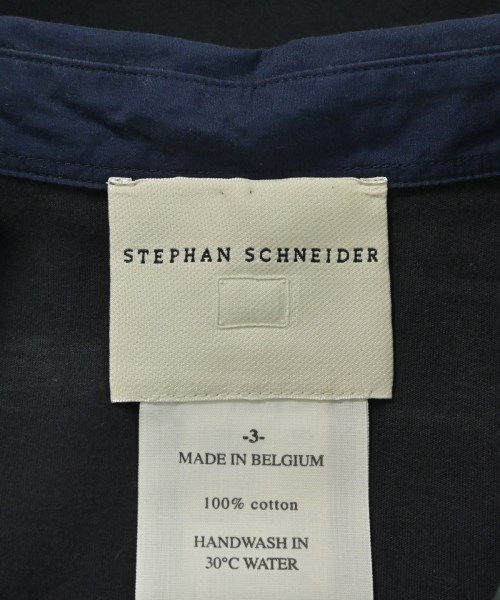 STEPHAN SCHNEIDER
-3-
MADE IN BELGIUM
100% cotton
HANDWASH IN
30°C WATER